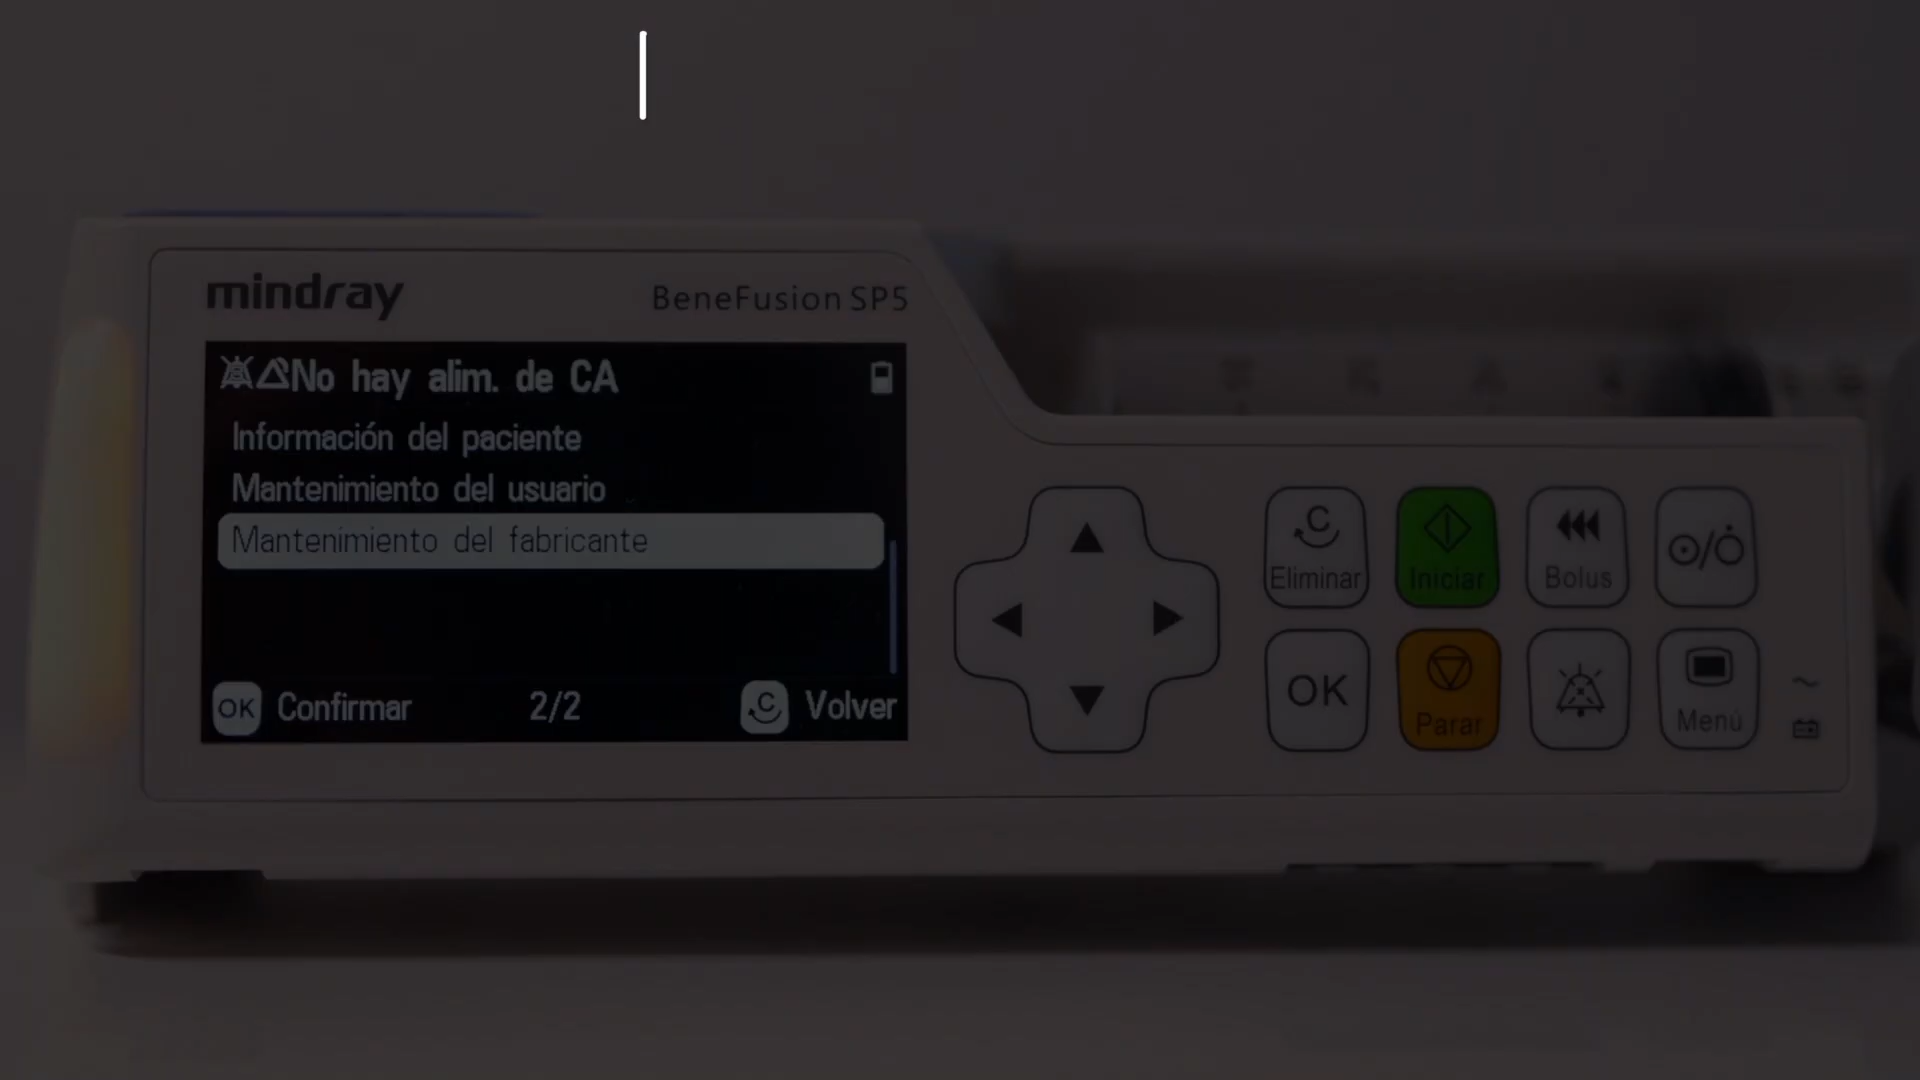 mindray
BeneFusion SP5
No hay alim. de CA
Información del paciente
Mantenimiento del usuario
Mantenimiento del fabricante
OK Confirmar 2/2 C Volver
C
Eliminar
Iniciar
Bolus
OK
Parar
Menú